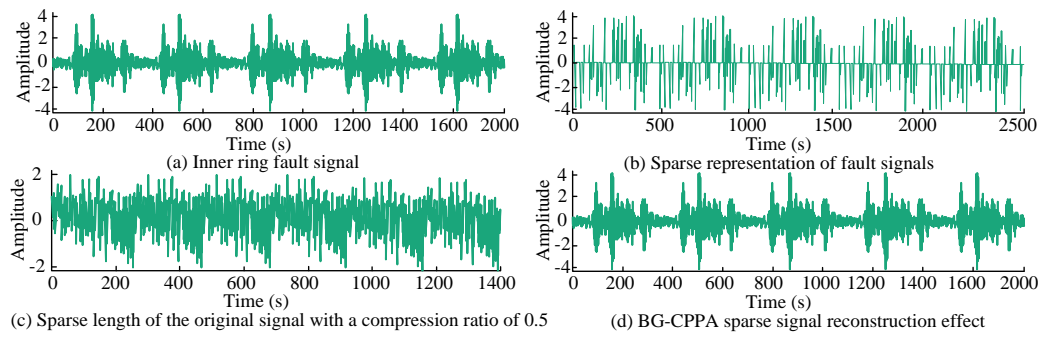 4
2
0
-2
-4
Amplitude
0 200 400 600 800 1000 1200 1400 1600 2000
Time (s)
(a) Inner ring fault signal
4
2
0
-2
-4
Amplitude
0 500 1000 1500 2000 2500
Time (s)
(b) Sparse representation of fault signals
2
0
-2
Amplitude
0 200 400 600 800 1000 1200 1400
Time (s)
(c) Sparse length of the original signal with a compression ratio of 0.5
4
2
0
-2
-4
Amplitude
0 200 400 600 800 1000 1200 1400 1600 2000
Time (s)
(d) BG-CPPA sparse signal reconstruction effect